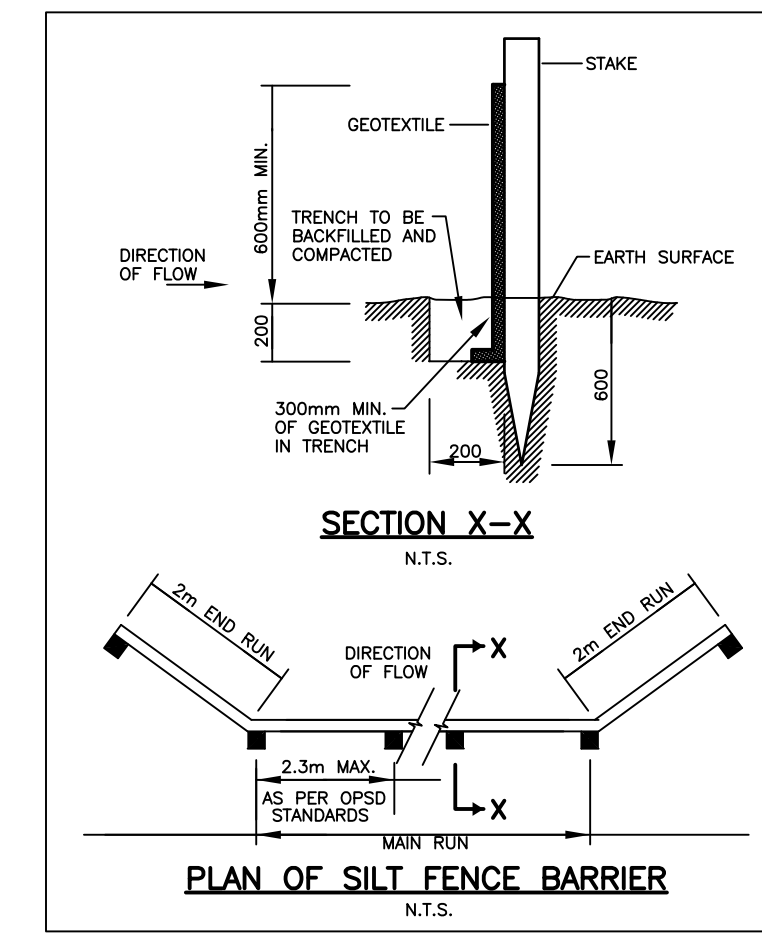 STAKE
GEOTEXTILE
600mm MIN.
TRENCH TO BE
BACKFILLED AND
COMPACTED
DIRECTION
OF FLOW
EARTH SURFACE
200
600
300mm MIN.
OF GEOTEXTILE
IN TRENCH
200
SECTION X-X
N.T.S.
2m END RUN
2m END RUN
DIRECTION
OF FLOW
X
2.3m MAX.
AS PER OPSD
STANDARDS
X
MAIN RUN
PLAN OF SILT FENCE BARRIER
N.T.S.